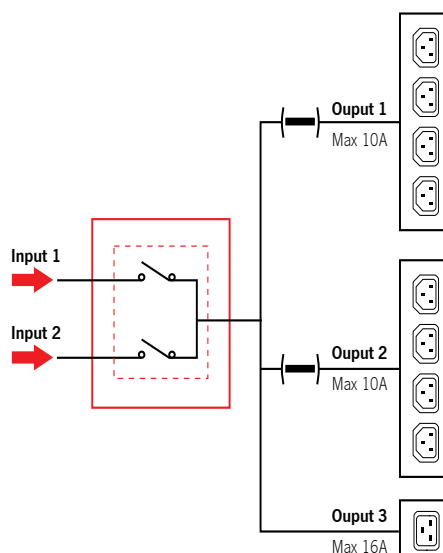 Ouput 1
Max 10A
Input 1
Input 2
Ouput 2
Max 10A
Ouput 3
Max 16A